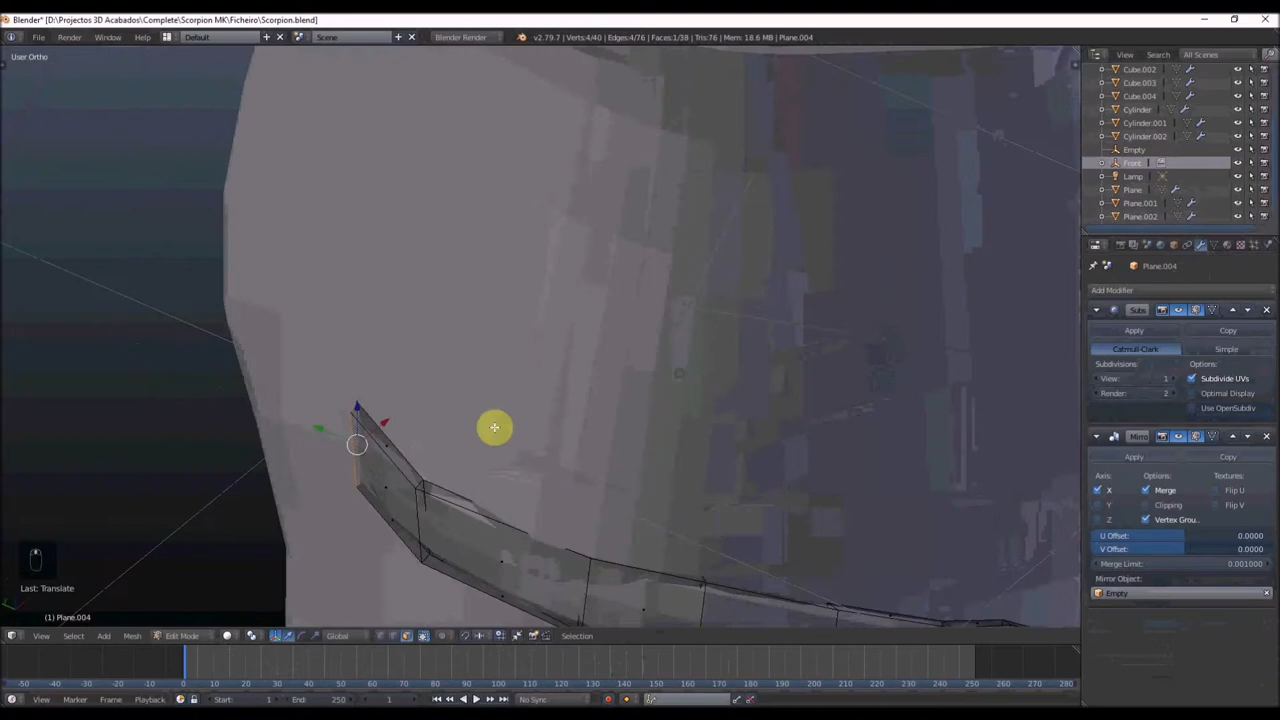 Blender* [D:\Projectos 3D Acabados\Complete\Scorpion MK\Ficheiro\Scorpion.blend]
File Render Window Help Default Scene Blender Render v2.79.7 | Verts:4/40 | Edges:4/76 | Faces:1/38 | Tris:76 | Mem: 18.6 MB | Plane.004
View Search All Scenes
User Ortho
Cube.002
Cube.003
Cube.004
Cylinder
Cylinder.001
Cylinder.002
Empty
Front
Lamp
Plane
Plane.001
Plane.002
Plane.004
Add Modifier
Subs
Apply Copy
Catmull-Clark Simple
Subdivisions: Options:
View: 1 Subdivide UVs
Render: 2 Optimal Display
Use OpenSubdiv
Mirro
Apply Copy
Axis: Options: Textures:
X Merge Flip U
Y Clipping Flip V
Z Vertex Grou..
U Offset: 0.0000
V Offset: 0.0000
Merge Limit: 0.001000
Mirror Object:
Empty
Last: Translate
(1) Plane.004
View Select Add Mesh Edit Mode Global Selection
-50 -40 -30 -20 -10 0 10 20 30 40 50 60 70 80 90 100 110 120 130 140 150 160 170 180 190 200 210 220 230 240 250 260 270 280
View Marker Frame Playback Start: 1 End: 250 1 No Sync